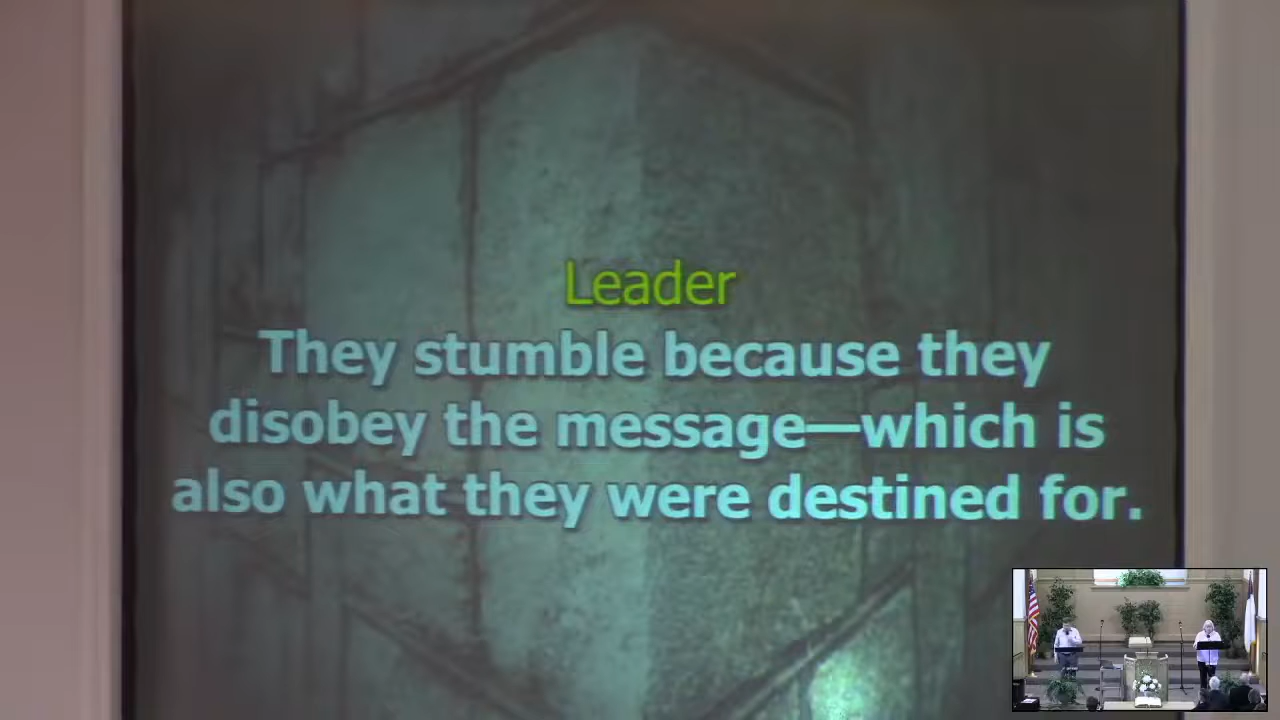 Leader
They stumble because they
disobey the message—which is
also what they were destined for.